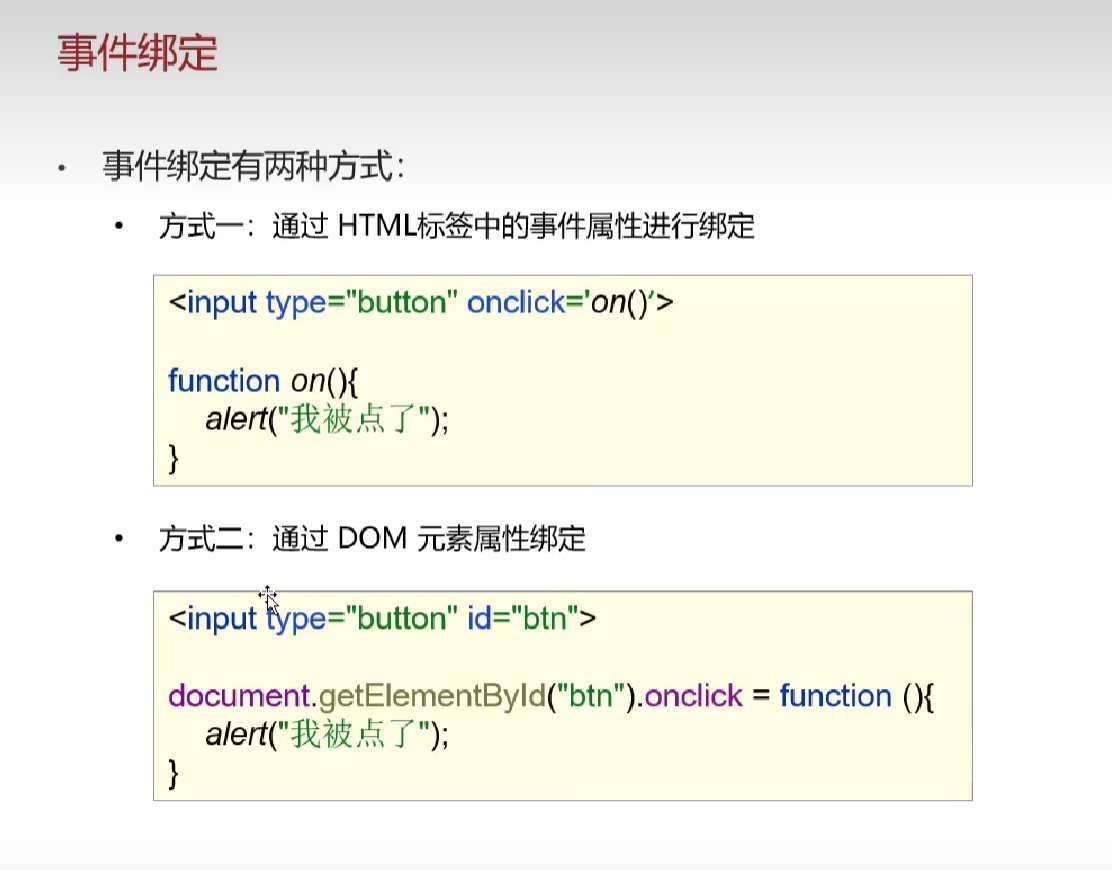 事件绑定
• 事件绑定有两种方式：
• 方式一：通过 HTML标签中的事件属性进行绑定
<input type="button" onclick='on()'>
function on(){
alert("我被点了");
}
• 方式二：通过 DOM 元素属性绑定
<input type="button" id="btn">
document.getElementById("btn").onclick = function (){
alert("我被点了");
}